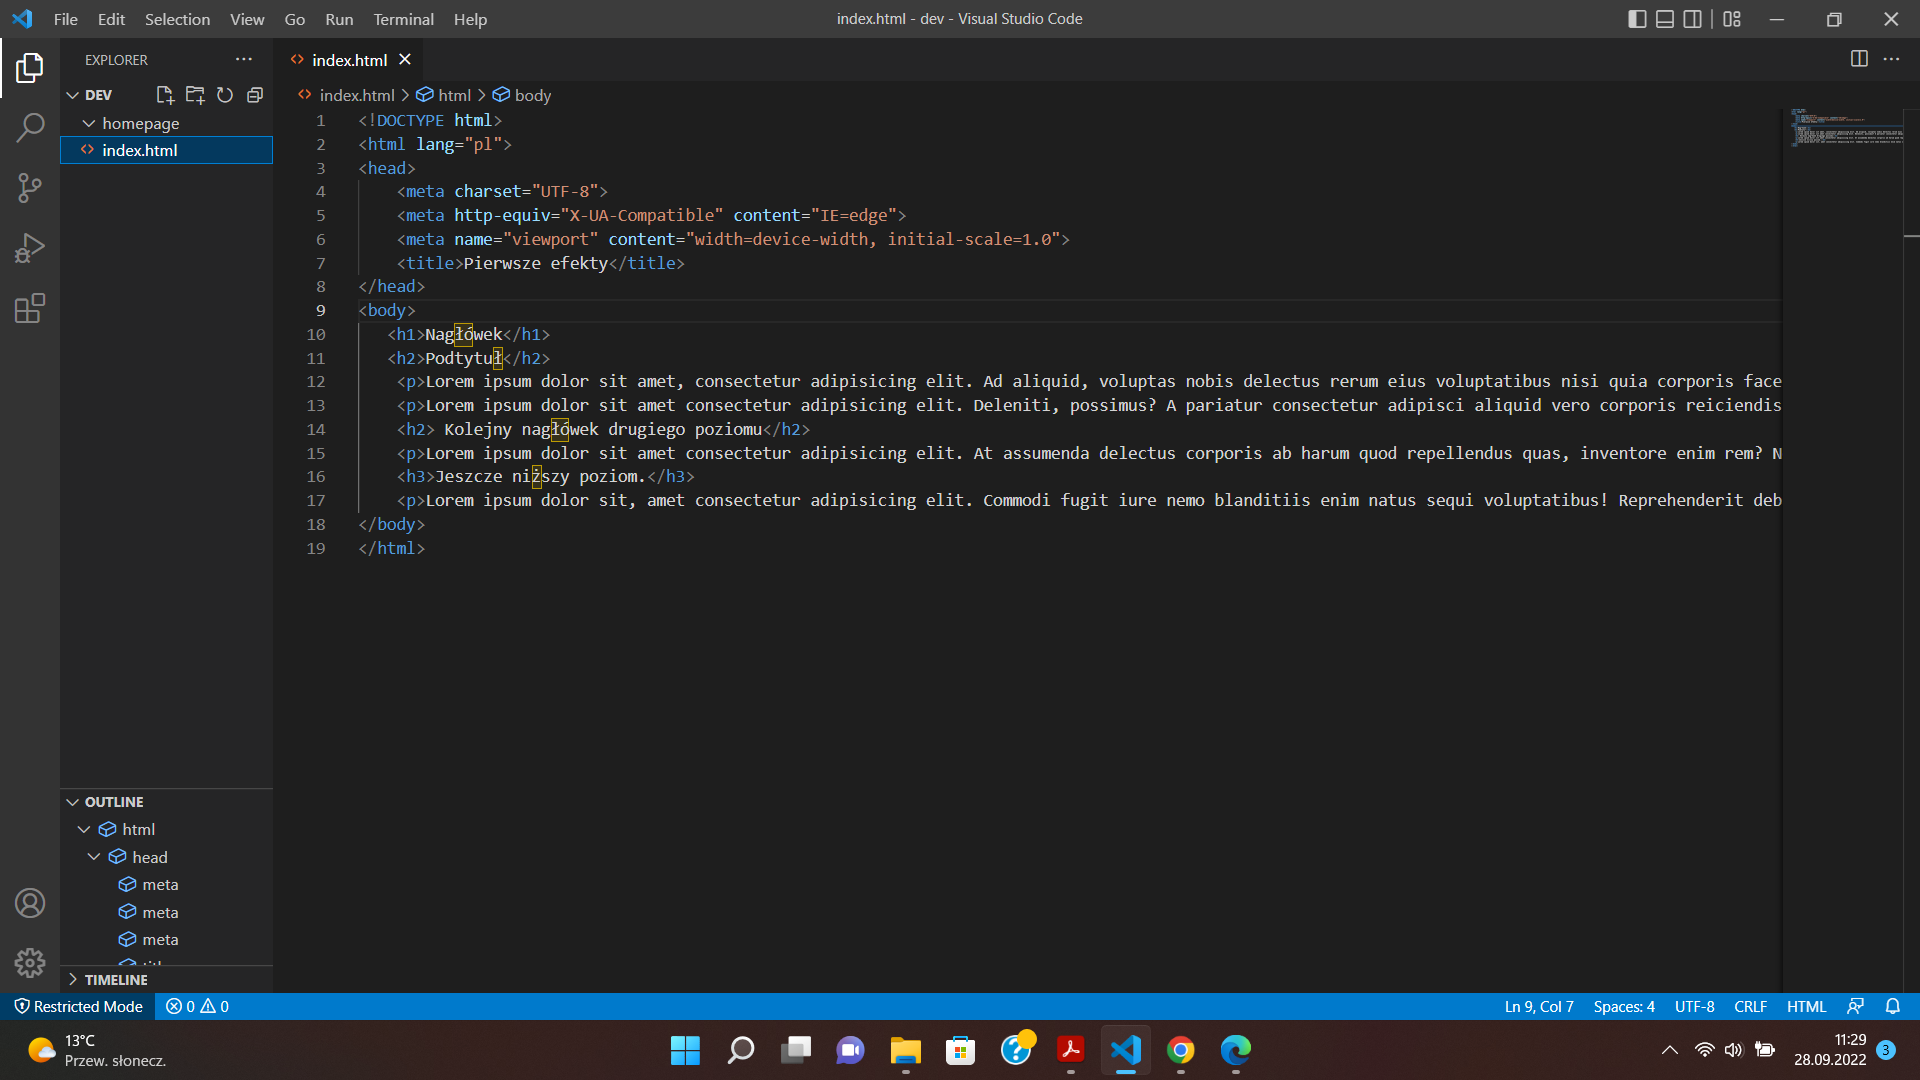 File Edit Selection View Go Run Terminal Help
index.html - dev - Visual Studio Code
EXPLORER
index.html
DEV
index.html > html > body
homepage
index.html
1 <!DOCTYPE html>
2 <html lang="pl">
3 <head>
4 <meta charset="UTF-8">
5 <meta http-equiv="X-UA-Compatible" content="IE=edge">
6 <meta name="viewport" content="width=device-width, initial-scale=1.0">
7 <title>Pierwsze efekty</title>
8 </head>
9 <body>
10 <h1>Nagłówek</h1>
11 <h2>Podtytuł</h2>
12 <p>Lorem ipsum dolor sit amet, consectetur adipisicing elit. Ad aliquid, voluptas nobis delectus rerum eius voluptatibus nisi quia corporis face
13 <p>Lorem ipsum dolor sit amet consectetur adipisicing elit. Deleniti, possimus? A pariatur consectetur adipisci aliquid vero corporis reiciendis
14 <h2> Kolejny nagłówek drugiego poziomu</h2>
15 <p>Lorem ipsum dolor sit amet consectetur adipisicing elit. At assumenda delectus corporis ab harum quod repellendus quas, inventore enim rem? N
16 <h3>Jeszcze niższy poziom.</h3>
17 <p>Lorem ipsum dolor sit, amet consectetur adipisicing elit. Commodi fugit iure nemo blanditiis enim natus sequi voluptatibus! Reprehenderit deb
18 </body>
19 </html>
OUTLINE
html
head
meta
meta
meta
TIMELINE
Restricted Mode 0 0
Ln 9, Col 7 Spaces: 4 UTF-8 CRLF HTML
13°C
Przew. słonecz.
11:29
28.09.2022 3